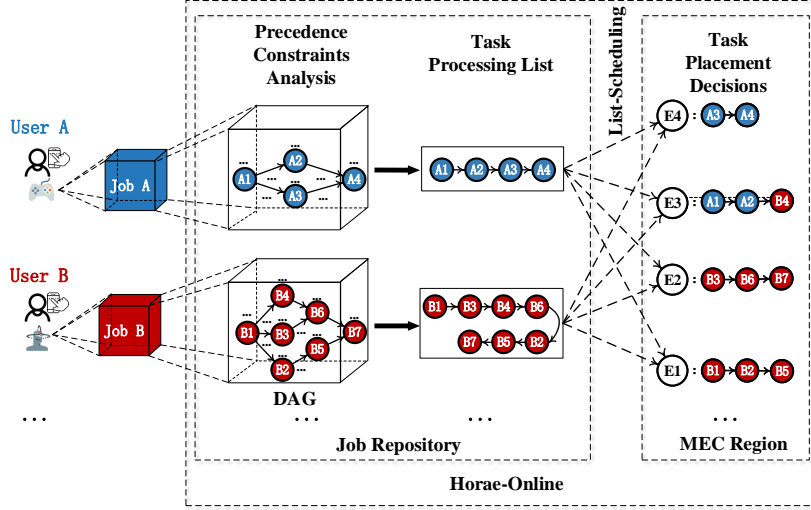 Precedence
Constraints
Analysis
Task
Processing List
List-Scheduling
Task
Placement
Decisions
User A
Job A
A1
A2
A3
A4
...
A1 A2 A3 A4
E4 : A3 A4
E3 : A1 A2 B4
E2 : B3 B6 B7
E1 : B1 B2 B5
User B
Job B
B1
B4
B3
B2
B6
B5
B7
...
B1 B3 B4 B6
B7 B5 B2
DAG
... ... ... ...
Job Repository
MEC Region
Horae-Online